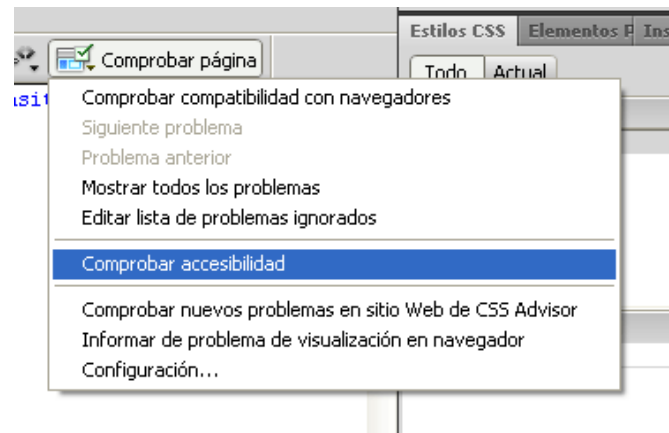 Estilos CSS Elementos P Ins
Comprobar página
Todo Actual
Comprobar compatibilidad con navegadores
Siguiente problema
Problema anterior
Mostrar todos los problemas
Editar lista de problemas ignorados
Comprobar accesibilidad
Comprobar nuevos problemas en sitio Web de CSS Advisor
Informar de problema de visualización en navegador
Configuración...